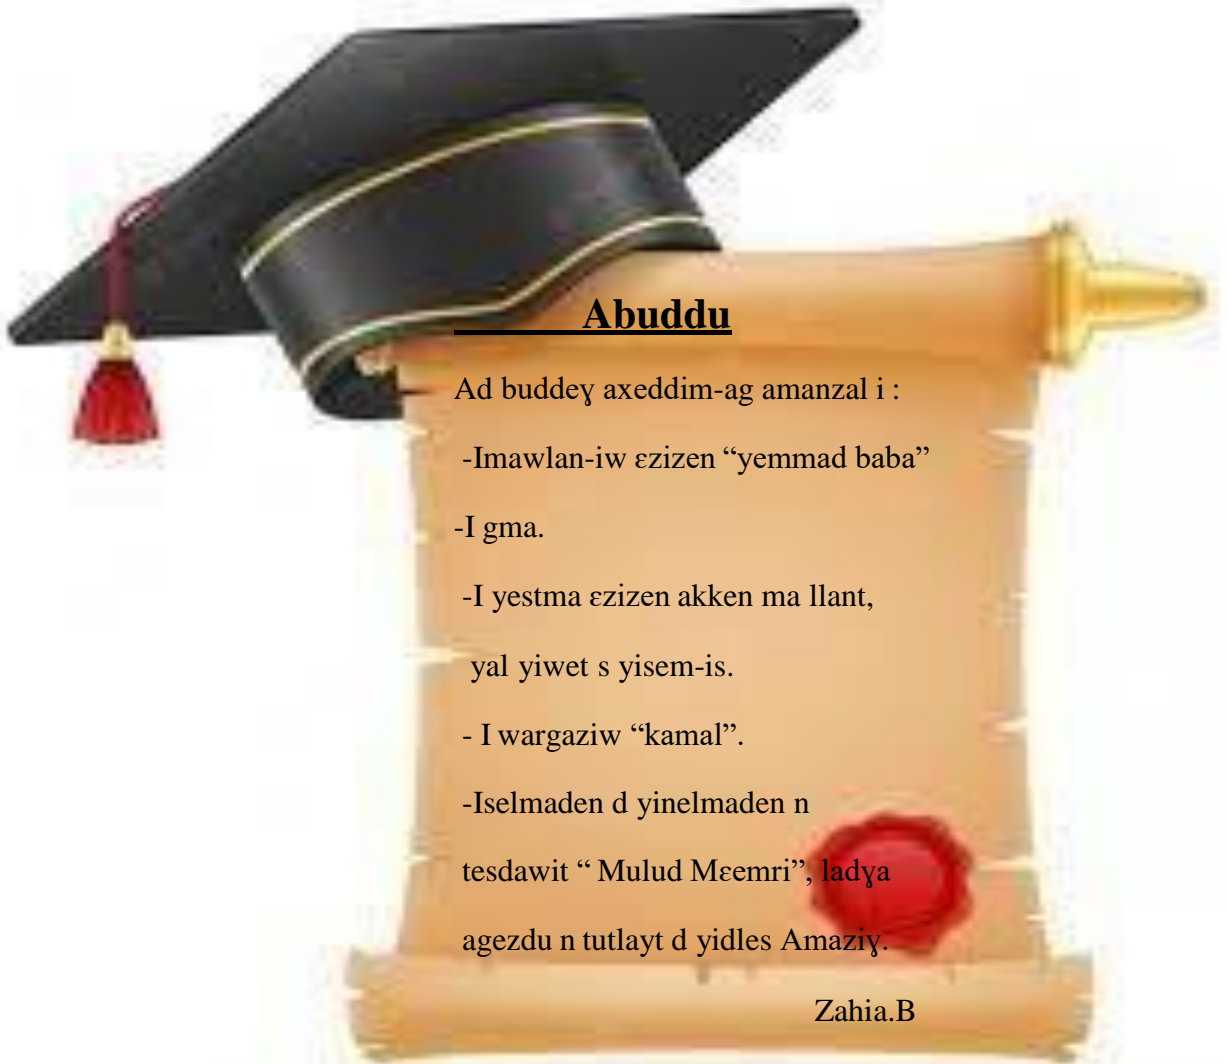 Abuddu
Ad buddeɣ axeddim-ag amanzal i :
-Imawlan-iw ɛzizen “yemmad baba”
-I gma.
-I yestma ɛzizen akken ma llant,
yal yiwet s yisem-is.
- I wargaziw “kamal”.
-Iselmaden d yinelmaden n
tesdawit “ Mulud Mɛemri”, ladɣa
agezdu n tutlayt d yidles Amaziɣ.
Zahia.B